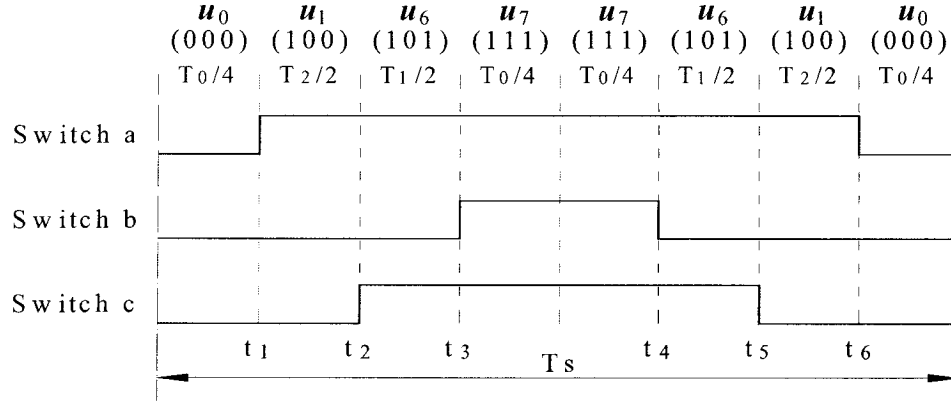 u0 u1 u6 u7 u7 u6 u1 u0
(000) (100) (101) (111) (111) (101) (100) (000)
T0/4 T2/2 T1/2 T0/4 T0/4 T1/2 T2/2 T0/4
Switch a
Switch b
Switch c
t1 t2 t3 t4 t5 t6
Ts